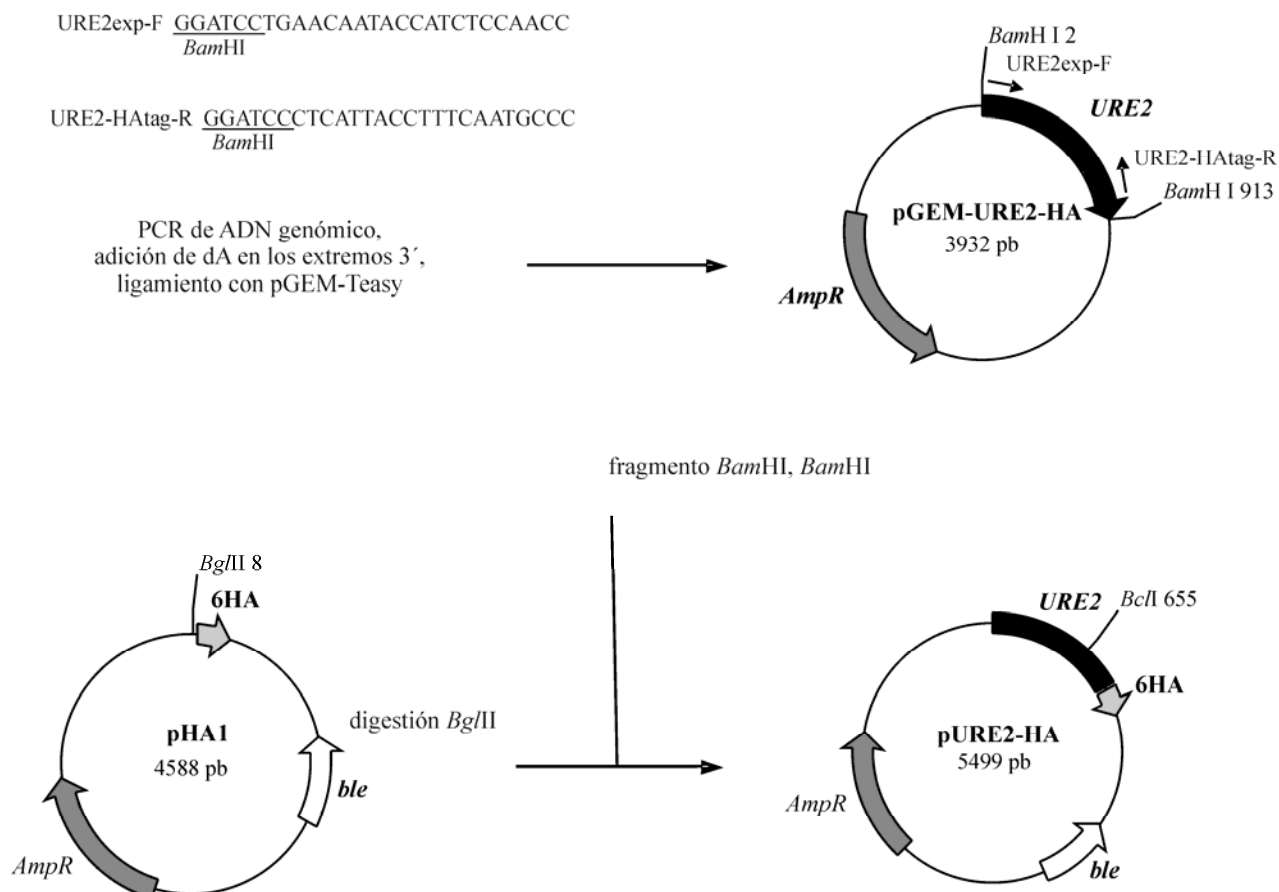 URE2exp-F GGATCCTGAACAATACCATCTCCAACC
BamHI
URE2-HAtag-R GGATCCCTCATTACCTTTCAATGCCC
BamHI
PCR de ADN genómico,
adición de dA en los extremos 3´,
ligamiento con pGEM-Teasy
BamH I 2
URE2exp-F
URE2
URE2-HAtag-R
BamH I 913
pGEM-URE2-HA
3932 pb
AmpR
fragmento BamHI, BamHI
BglII 8
6HA
pHA1
4588 pb
ble
AmpR
digestión BglII
URE2
BclI 655
6HA
pURE2-HA
5499 pb
AmpR
ble